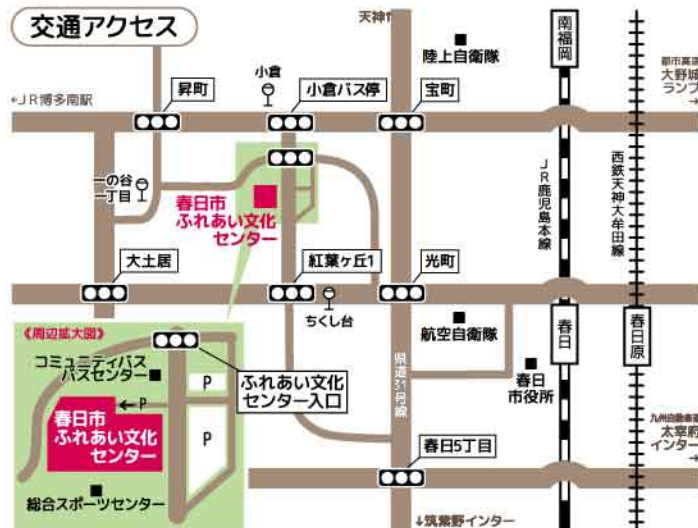 交通アクセス
天神↑
陸上自衛隊
南福岡
都市高速
大野城
ランプ
→
←JR博多南駅
昇町
小倉
小倉バス停
宝町
一の谷
一丁目
春日市
ふれあい文化
センター
JR鹿児島本線
西鉄天神大牟田線
大土居
紅葉ヶ丘1
光町
ちくし台
航空自衛隊
春日
春日原
県道31号線
春日
市役所
《周辺拡大図》
コミュニティバス
バスセンター
P
ふれあい文化
センター入口
←P
春日市
ふれあい文化
センター
P
総合スポーツセンター
春日5丁目
九州自動車道
太宰府
インター
→
↓筑紫野インター